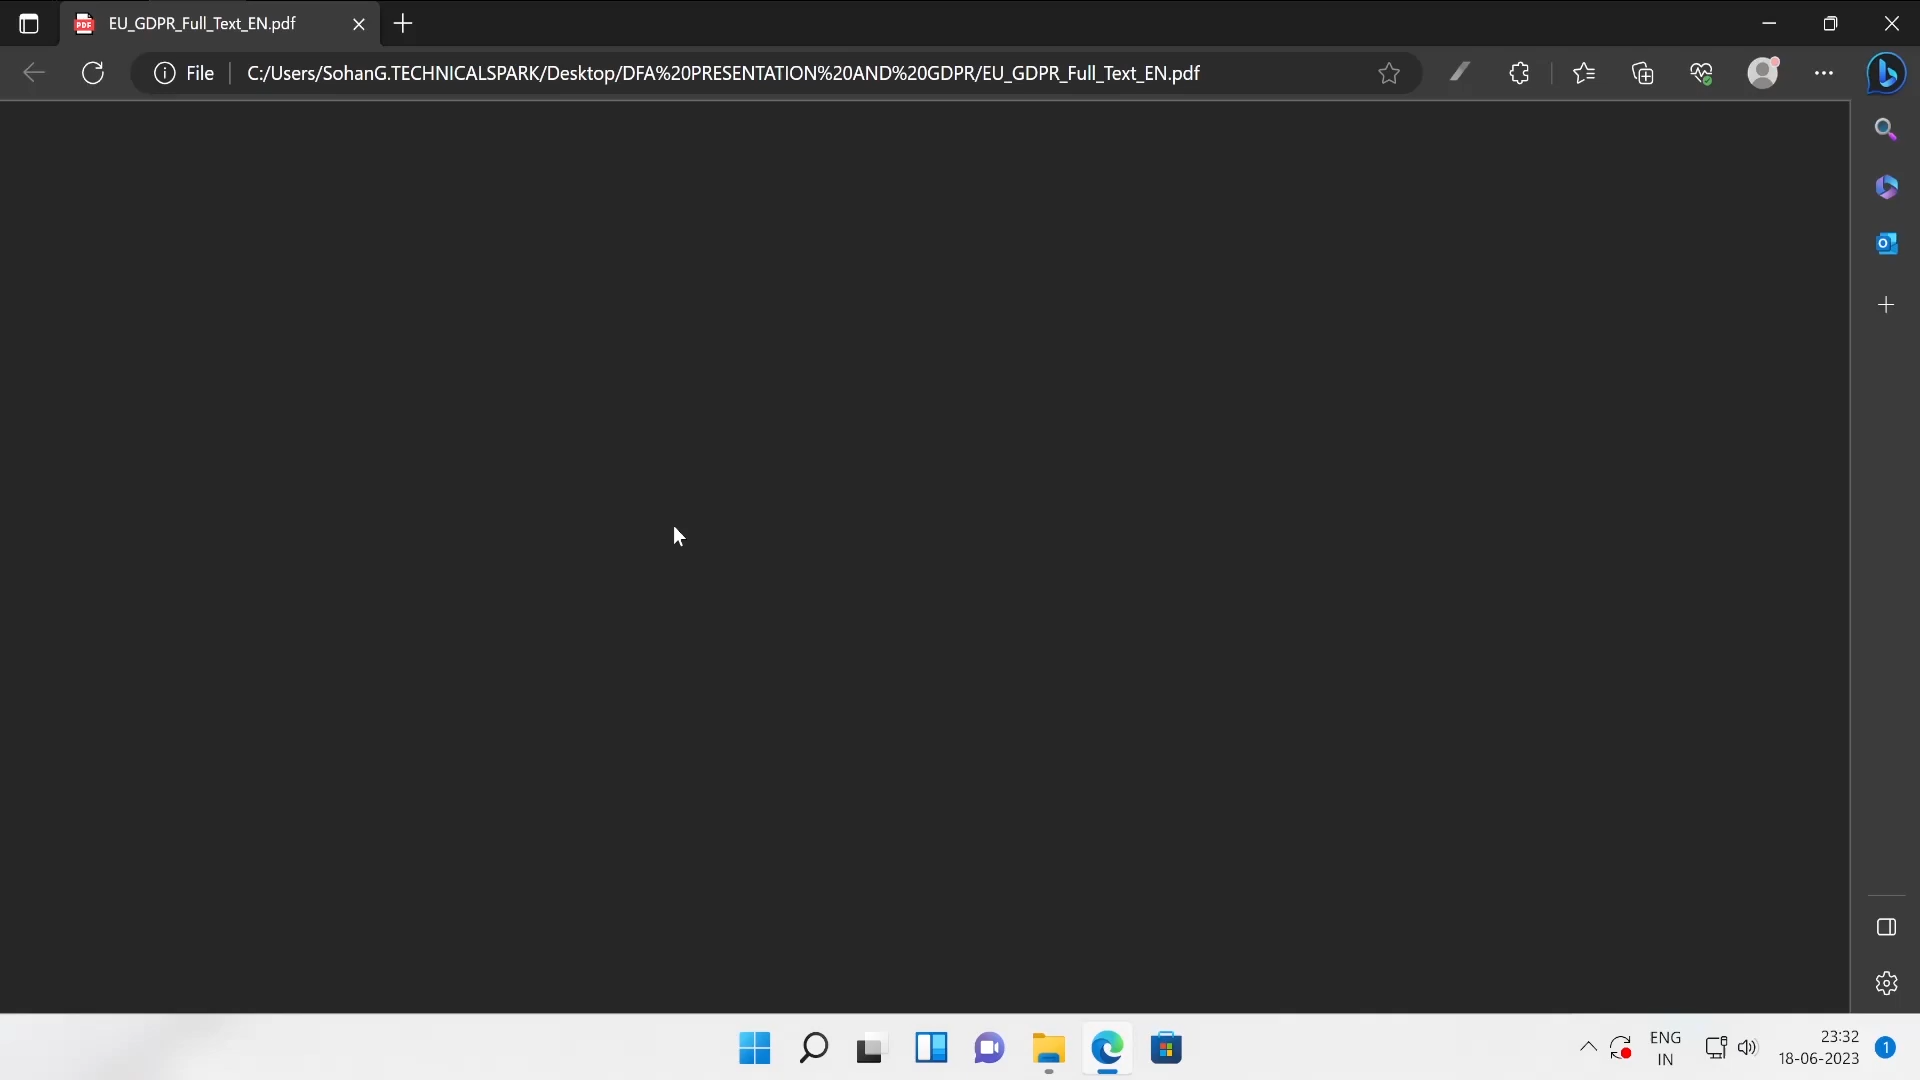 EU_GDPR_Full_Text_EN.pdf
File
C:/Users/SohanG.TECHNICALSPARK/Desktop/DFA%20PRESENTATION%20AND%20GDPR/EU_GDPR_Full_Text_EN.pdf
ENG
IN
23:32
18-06-2023
1